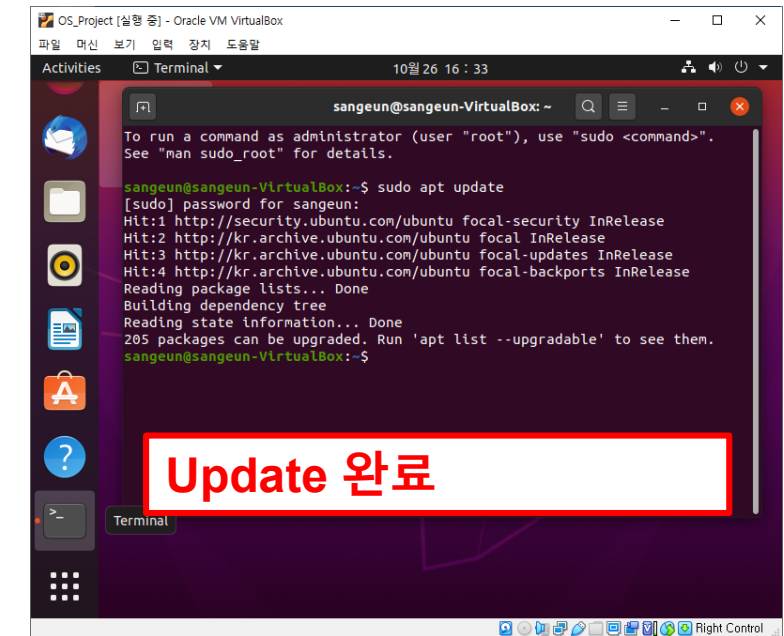 OS_Project [실행 중] - Oracle VM VirtualBox
파일 머신 보기 입력 장치 도움말
Activities Terminal 10월 26 16 : 33
sangeun@sangeun-VirtualBox: ~
To run a command as administrator (user "root"), use "sudo <command>".
See "man sudo_root" for details.
sangeun@sangeun-VirtualBox:~$ sudo apt update
[sudo] password for sangeun:
Hit:1 http://security.ubuntu.com/ubuntu focal-security InRelease
Hit:2 http://kr.archive.ubuntu.com/ubuntu focal InRelease
Hit:3 http://kr.archive.ubuntu.com/ubuntu focal-updates InRelease
Hit:4 http://kr.archive.ubuntu.com/ubuntu focal-backports InRelease
Reading package lists... Done
Building dependency tree
Reading state information... Done
205 packages can be upgraded. Run 'apt list --upgradable' to see them.
sangeun@sangeun-VirtualBox:~$
Update 완료
Terminal
Right Control